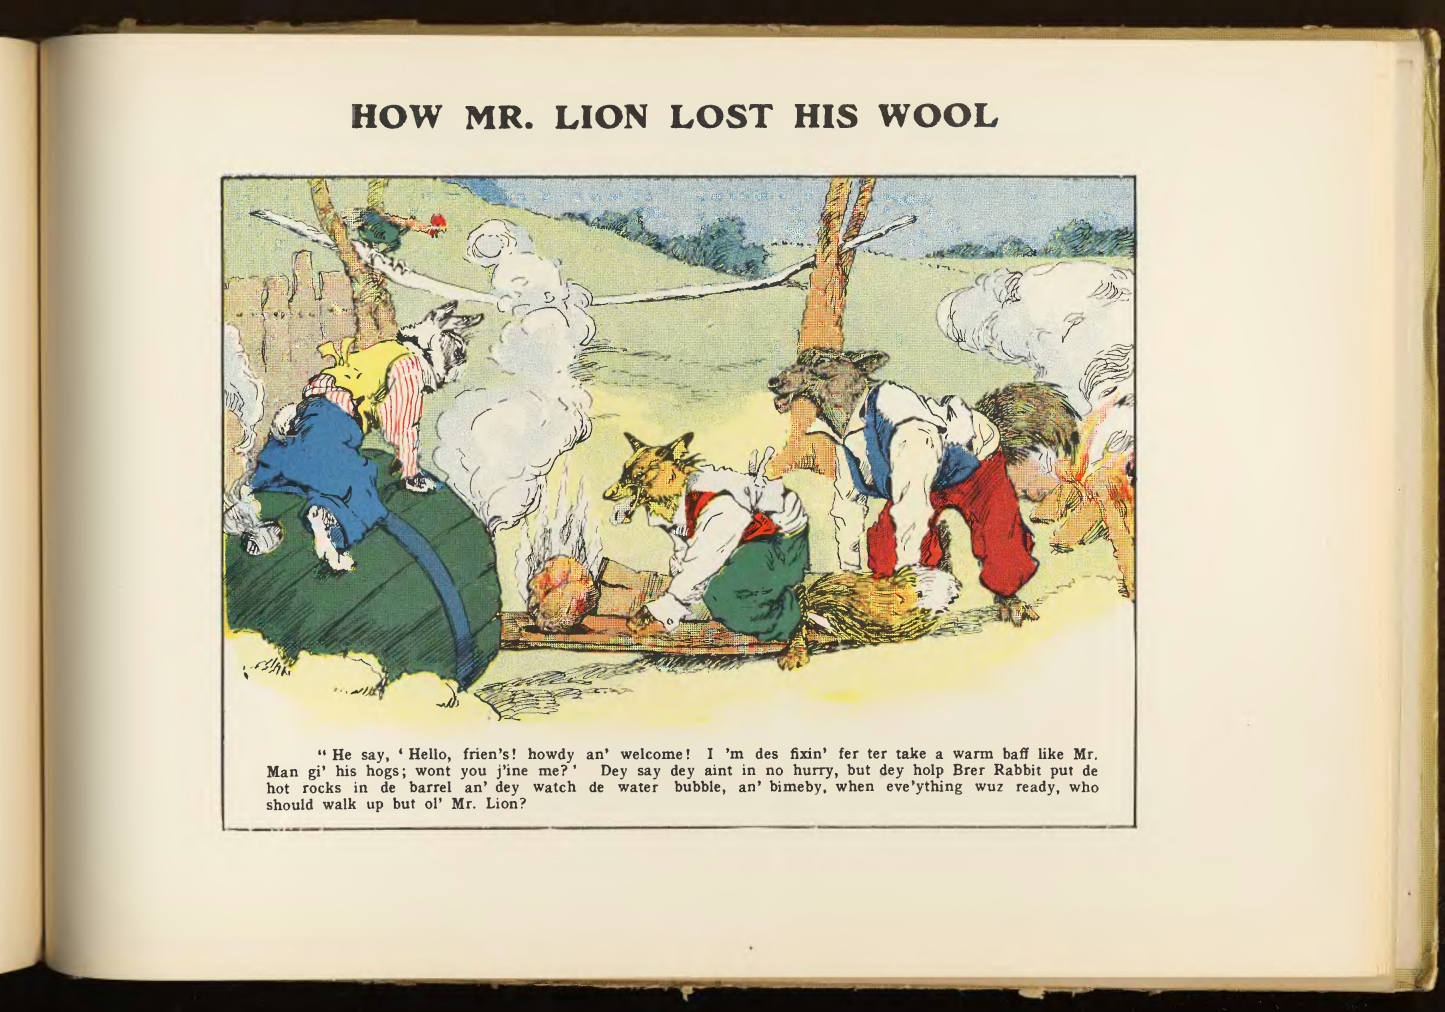 HOW MR. LION LOST HIS WOOL
“ He say, ‘ Hello, frien's! howdy an' welcome! I 'm des fixin' fer ter take a warm baff like Mr.
Man gi' his hogs; wont you j'ine me?’ Dey say dey aint in no hurry, but dey holp Brer Rabbit put de
hot rocks in de barrel an' dey watch de water bubble, an' bimeby, when eve'ything wuz ready, who
should walk up but ol' Mr. Lion?